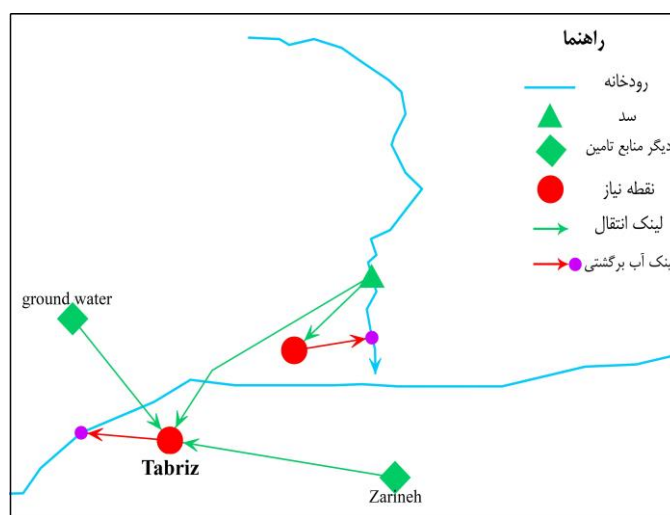 راهنما
رودخانه
سد
دیگر منابع تامین
نقطه نیاز
لینک انتقال
لینک آب برگشتی
ground water
Tabriz
Zarineh